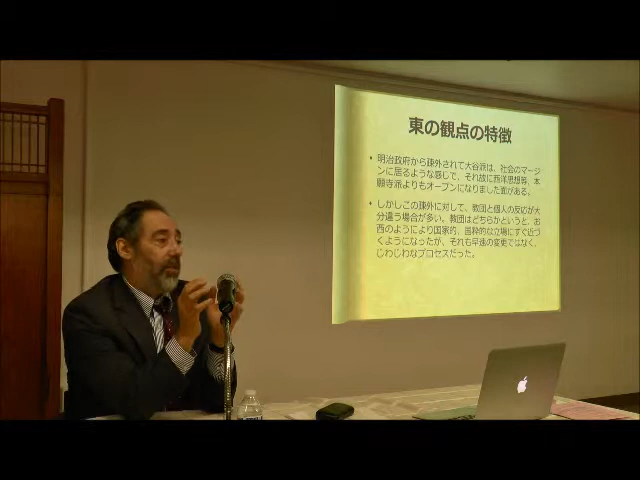 東の観点の特徴
• 明治政府から疎外されて大谷派は、社会のマージ
ンに居るような感じで、それ故に西洋思想等、本
願寺派よりもオープンになりました面がある。
• しかしこの疎外に対して、教団と個人の反応が大
分違う場合が多い。教団はどちらかというと、お
西のようにより国家的、国粋的な立場にすぐ近づ
くようになったが、それも早速の変更ではなく、
じわじわなプロセスだった。